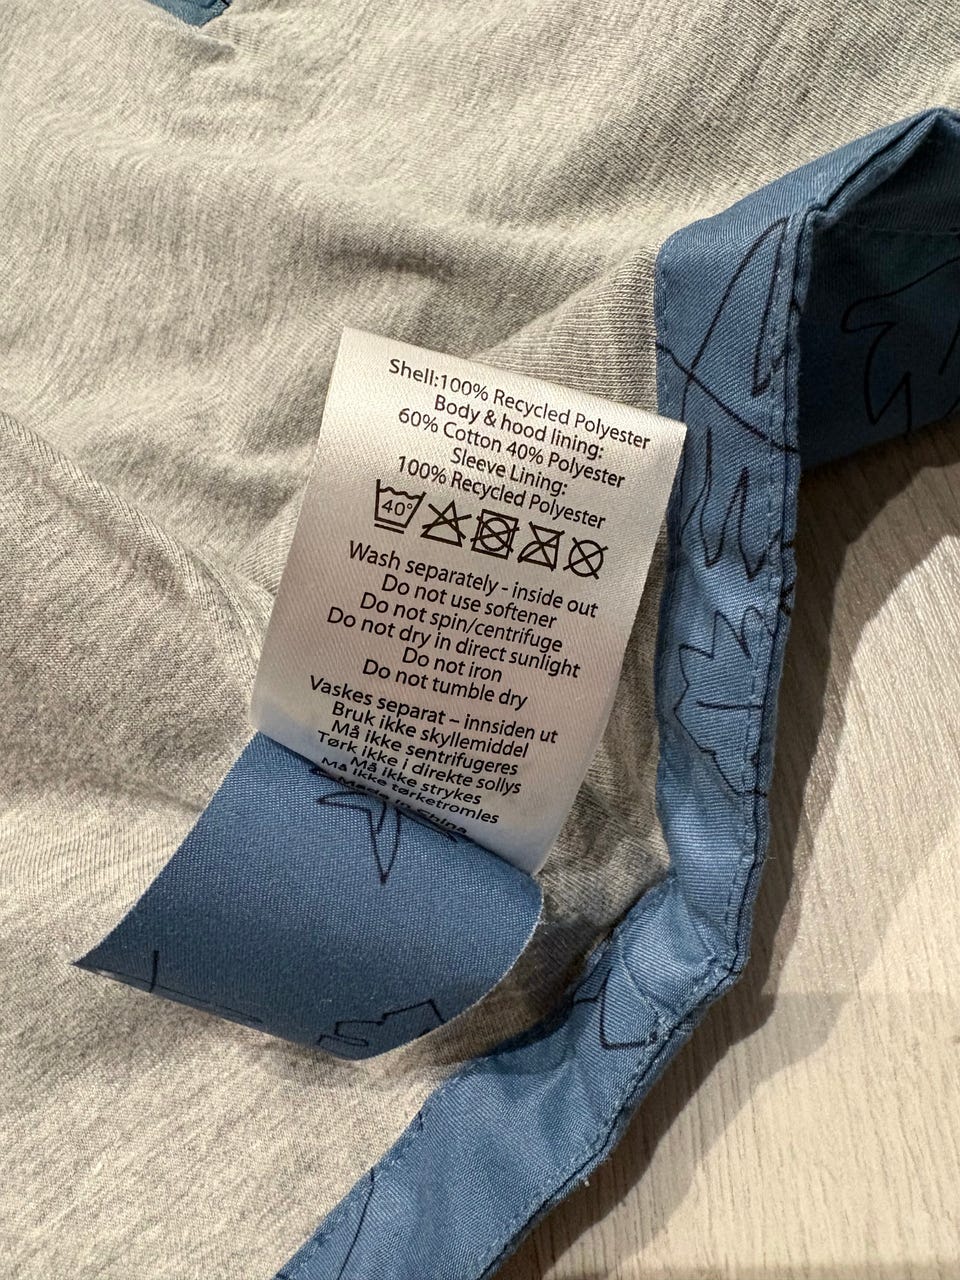 Shell:100% Recycled Polyester
Body & hood lining:
60% Cotton 40% Polyester
Sleeve Lining:
100% Recycled Polyester
40°
Wash separately - inside out
Do not use softener
Do not spin/centrifuge
Do not dry in direct sunlight
Do not iron
Do not tumble dry
Vaskes separat – innsiden ut
Bruk ikke skyllemiddel
Må ikke sentrifugeres
Tørk ikke i direkte sollys
Må ikke strykes
Må ikke tørketromles
Made in China